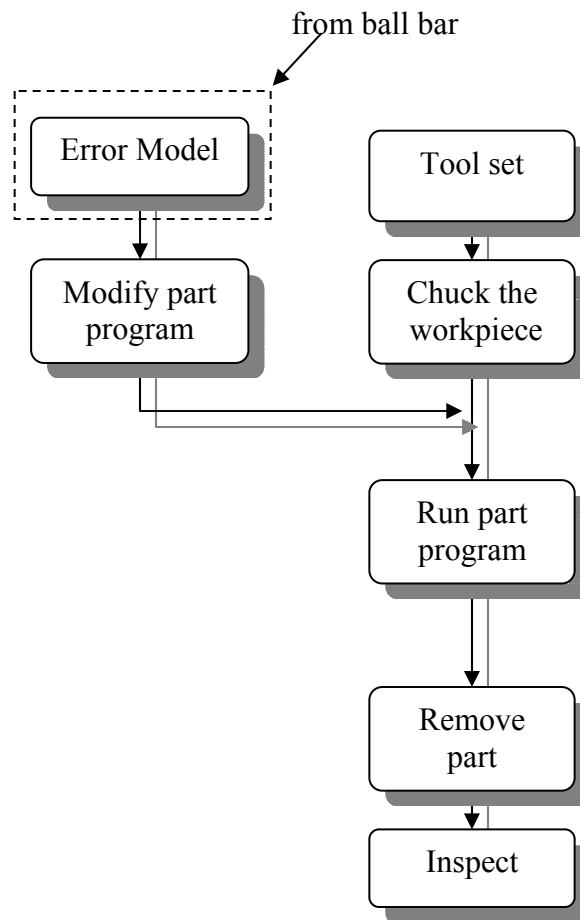 from ball bar
Error Model
Tool set
Modify part
program
Chuck the
workpiece
Run part
program
Remove
part
Inspect